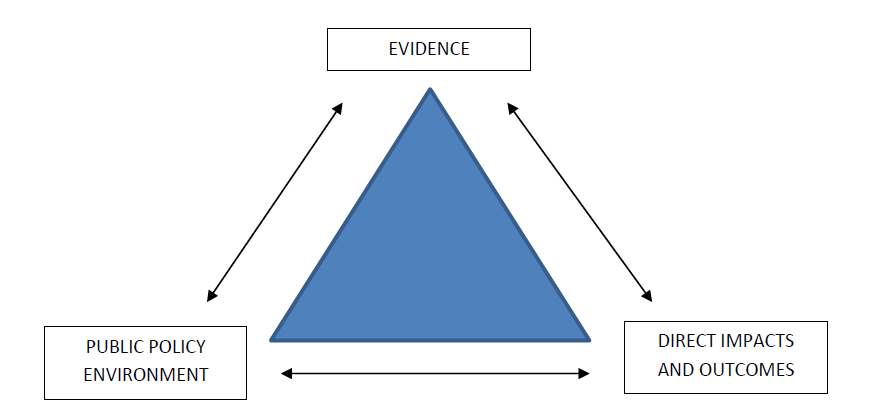 EVIDENCE
PUBLIC POLICY
ENVIRONMENT
DIRECT IMPACTS
AND OUTCOMES